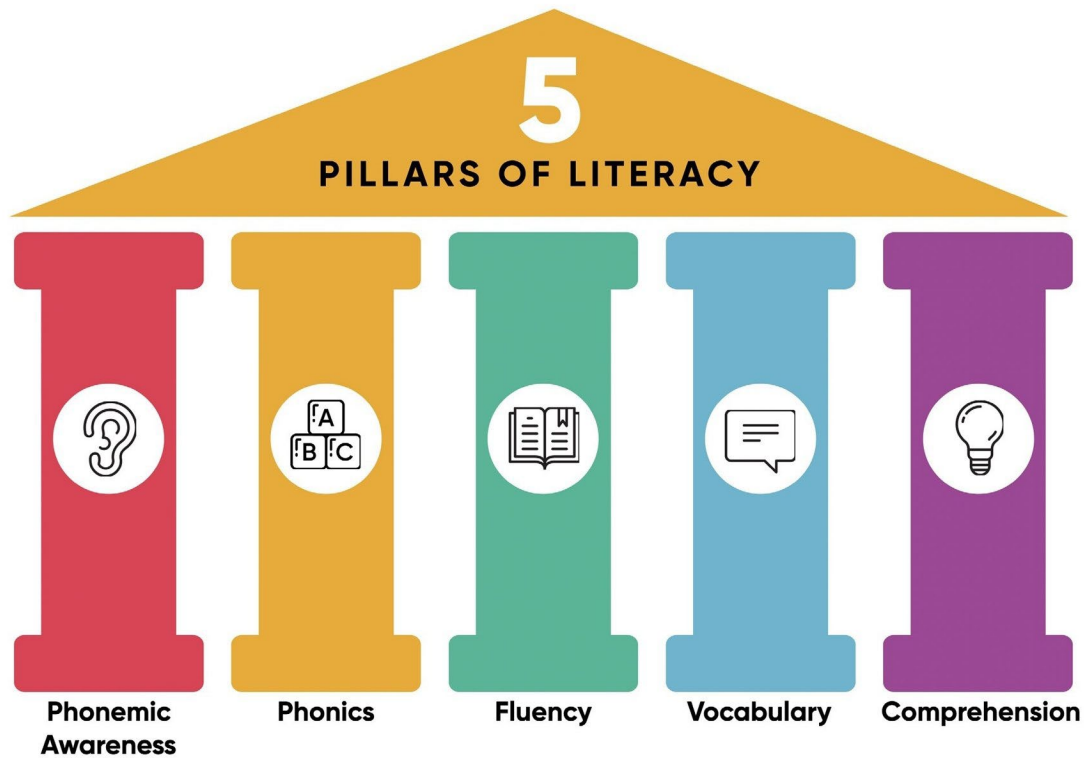 5
PILLARS OF LITERACY
A
B C
Phonemic
Awareness
Phonics
Fluency
Vocabulary
Comprehension